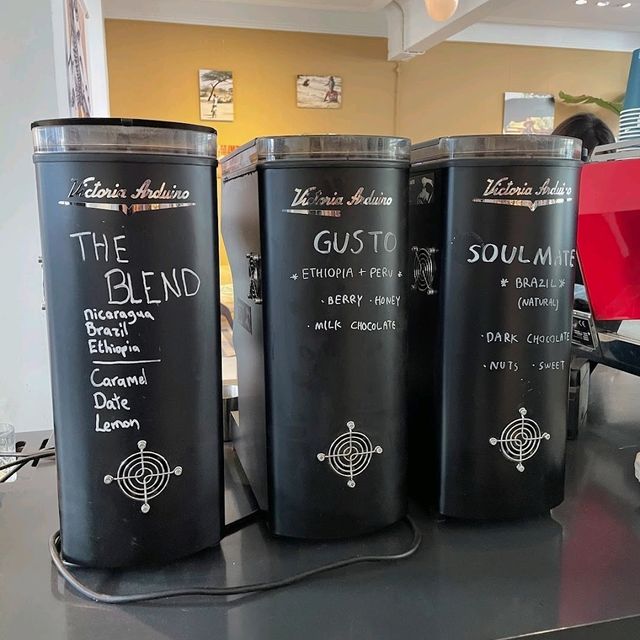 Victoria Arduino
THE
BLEND
nicaragua
Brazil
Ethiopia
Caramel
Date
Lemon
Victoria Arduino
GUSTO
* ETHIOPIA + PERU *
· BERRY · HONEY
· MILK CHOCOLATE
Victoria Arduino
SOULMATE
* BRAZIL *
(NATURAL)
· DARK CHOCOLATE
· NUTS · SWEET